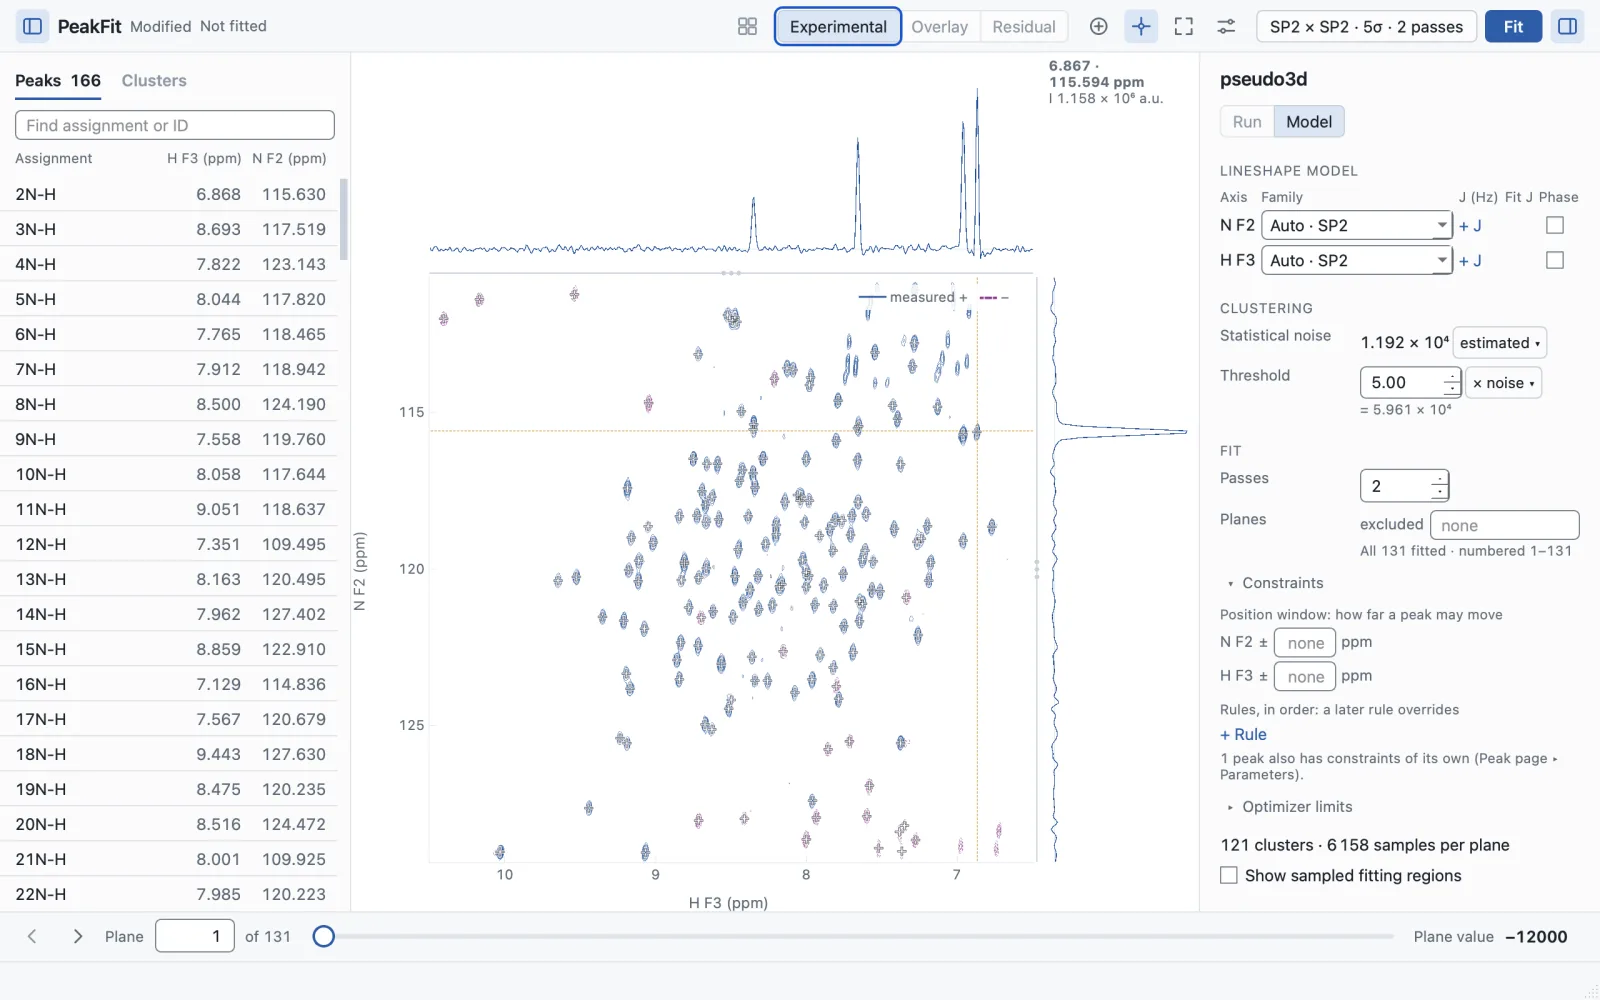 PeakFit Modified Not fitted
Experimental Overlay Residual
SP2 × SP2 · 5σ · 2 passes
Fit
Peaks 166 Clusters
Find assignment or ID
Assignment H F3 (ppm) N F2 (ppm)
2N-H 6.868 115.630
3N-H 8.693 117.519
4N-H 7.822 123.143
5N-H 8.044 117.820
6N-H 7.765 118.465
7N-H 7.912 118.942
8N-H 8.500 124.190
9N-H 7.558 119.760
10N-H 8.058 117.644
11N-H 9.051 118.637
12N-H 7.351 109.495
13N-H 8.163 120.495
14N-H 7.962 127.402
15N-H 8.859 122.910
16N-H 7.129 114.836
17N-H 7.567 120.679
18N-H 9.443 127.630
19N-H 8.475 120.235
20N-H 8.516 124.472
21N-H 8.001 109.925
22N-H 7.985 120.223
6.867 ·
115.594 ppm
I 1.158 × 10⁶ a.u.
measured + −
115
120
125
N F2 (ppm)
10 9 8 7
H F3 (ppm)
pseudo3d
Run Model
LINESHAPE MODEL
Axis Family J (Hz) Fit J Phase
N F2 Auto · SP2 + J
H F3 Auto · SP2 + J
CLUSTERING
Statistical noise 1.192 × 10⁴ estimated ▾
Threshold 5.00 × noise ▾
= 5.961 × 10⁴
FIT
Passes 2
Planes excluded none
All 131 fitted · numbered 1–131
▾ Constraints
Position window: how far a peak may move
N F2 ± none ppm
H F3 ± none ppm
Rules, in order: a later rule overrides
+ Rule
1 peak also has constraints of its own (Peak page ▸
Parameters).
▸ Optimizer limits
121 clusters · 6 158 samples per plane
Show sampled fitting regions
Plane 1 of 131
Plane value −12000